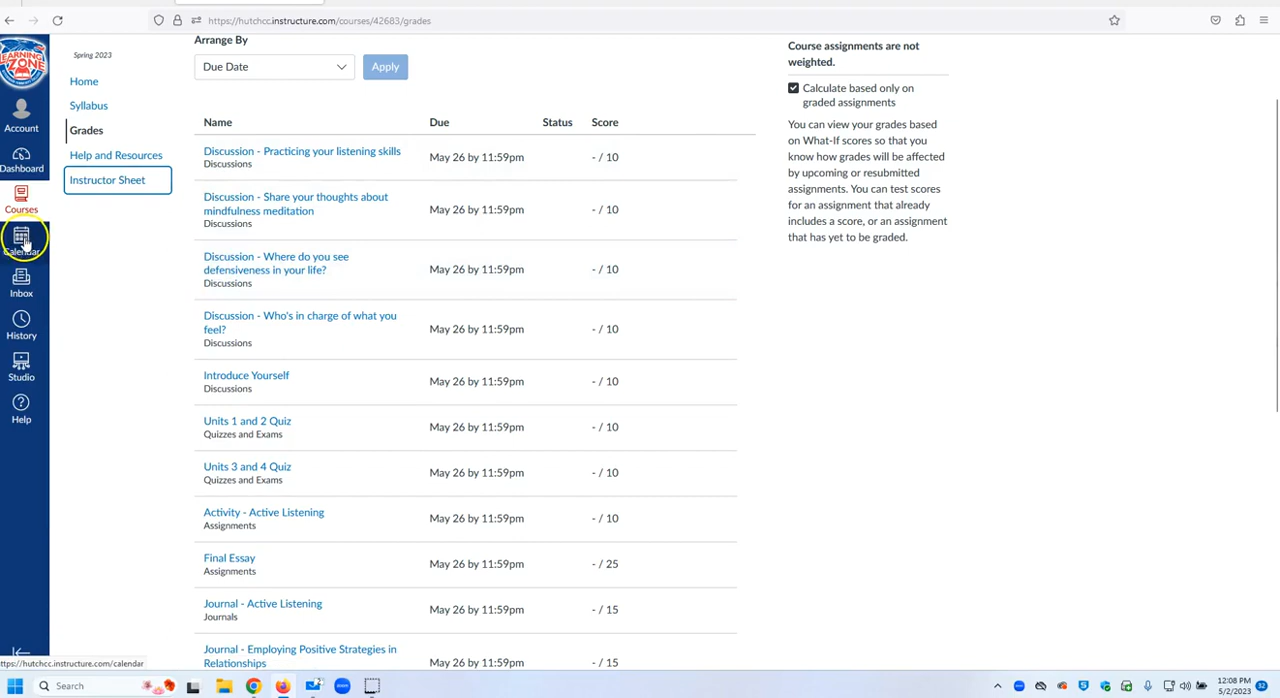 https://hutchcc.instructure.com/courses/42683/grades
LEARNING
ZONE
Account
Dashboard
Courses
Calendar
Inbox
History
Studio
Help
Spring 2023
Home
Syllabus
Grades
Help and Resources
Instructor Sheet
Arrange By
Due Date
Apply
Name Due Status Score
Discussion - Practicing your listening skills
Discussions
May 26 by 11:59pm - / 10
Discussion - Share your thoughts about
mindfulness meditation
Discussions
May 26 by 11:59pm - / 10
Discussion - Where do you see
defensiveness in your life?
Discussions
May 26 by 11:59pm - / 10
Discussion - Who's in charge of what you
feel?
Discussions
May 26 by 11:59pm - / 10
Introduce Yourself
Discussions
May 26 by 11:59pm - / 10
Units 1 and 2 Quiz
Quizzes and Exams
May 26 by 11:59pm - / 10
Units 3 and 4 Quiz
Quizzes and Exams
May 26 by 11:59pm - / 10
Activity - Active Listening
Assignments
May 26 by 11:59pm - / 10
Final Essay
Assignments
May 26 by 11:59pm - / 25
Journal - Active Listening
Journals
May 26 by 11:59pm - / 15
Journal - Employing Positive Strategies in
Relationships
May 26 by 11:59pm - / 15
Course assignments are not
weighted.
Calculate based only on
graded assignments
You can view your grades based
on What-If scores so that you
know how grades will be affected
by upcoming or resubmitted
assignments. You can test scores
for an assignment that already
includes a score, or an assignment
that has yet to be graded.
ttps://hutchcc.instructure.com/calendar
Search
zoom
12:08 PM
5/2/2023
32